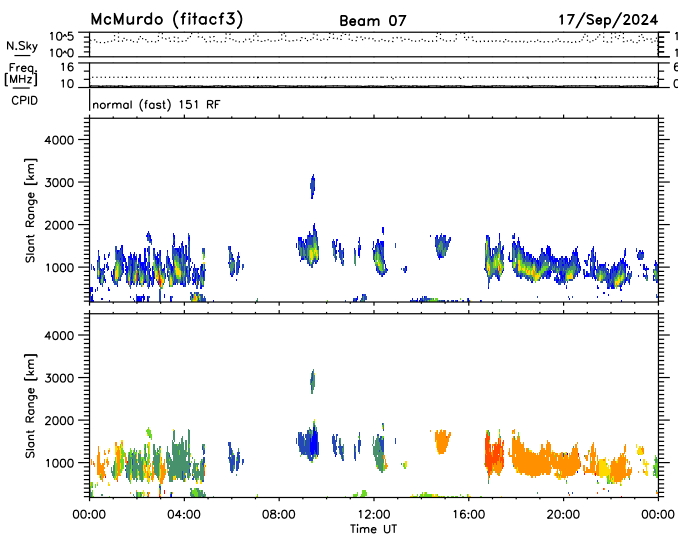 McMurdo (fitacf3) Beam 07 17/Sep/2024
N.Sky 10^5 10^0 1 1
Freq. [MHz] 16 10 6 0
CPID normal (fast) 151 RF
Slant Range [km]
4000
3000
2000
1000
Slant Range [km]
4000
3000
2000
1000
00:00 04:00 08:00 12:00 16:00 20:00 00:00
Time UT